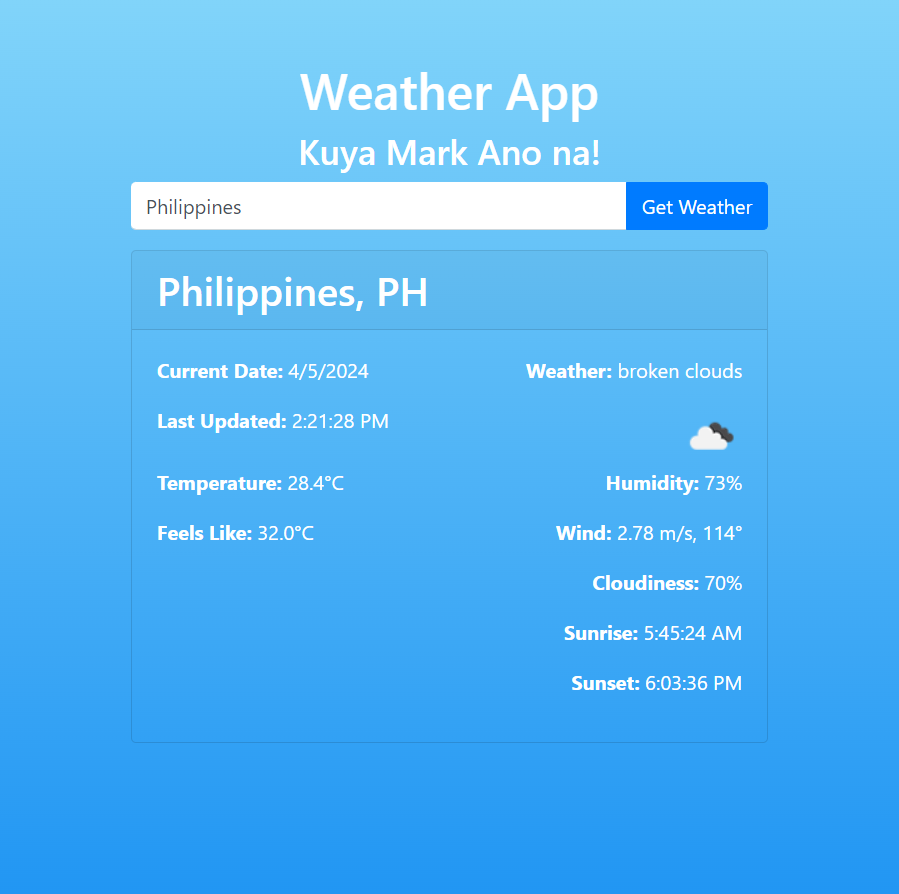 Weather App
Kuya Mark Ano na!
Philippines
Get Weather
Philippines, PH
Current Date: 4/5/2024
Weather: broken clouds
Last Updated: 2:21:28 PM
Temperature: 28.4°C
Humidity: 73%
Feels Like: 32.0°C
Wind: 2.78 m/s, 114°
Cloudiness: 70%
Sunrise: 5:45:24 AM
Sunset: 6:03:36 PM